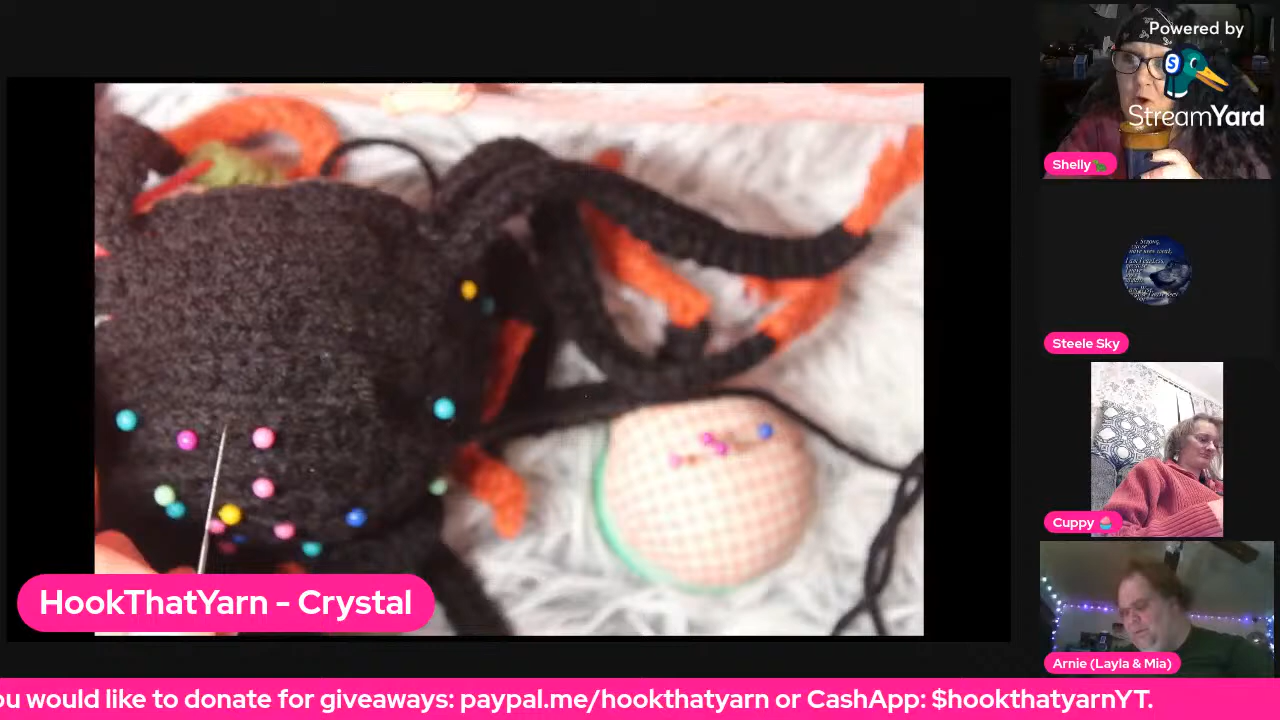 Powered by
StreamYard
Shelly
Steele Sky
Cuppy
HookThatYarn - Crystal
Arnie (Layla & Mia)
ou would like to donate for giveaways: paypal.me/hookthatyarn or CashApp: $hookthatyarnYT.